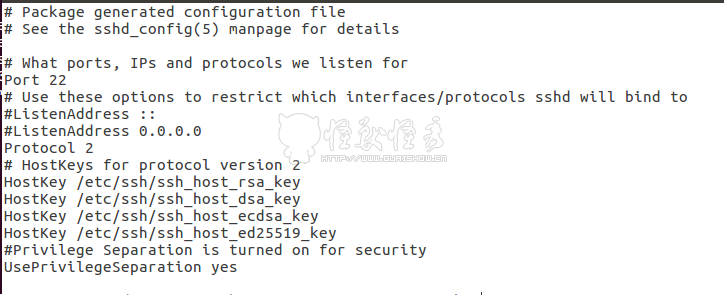 # Package generated configuration file
# See the sshd_config(5) manpage for details
# What ports, IPs and protocols we listen for
Port 22
# Use these options to restrict which interfaces/protocols sshd will bind to
#ListenAddress ::
#ListenAddress 0.0.0.0
Protocol 2
# HostKeys for protocol version 2
HostKey /etc/ssh/ssh_host_rsa_key
HostKey /etc/ssh/ssh_host_dsa_key
HostKey /etc/ssh/ssh_host_ecdsa_key
HostKey /etc/ssh/ssh_host_ed25519_key
#Privilege Separation is turned on for security
UsePrivilegeSeparation yes